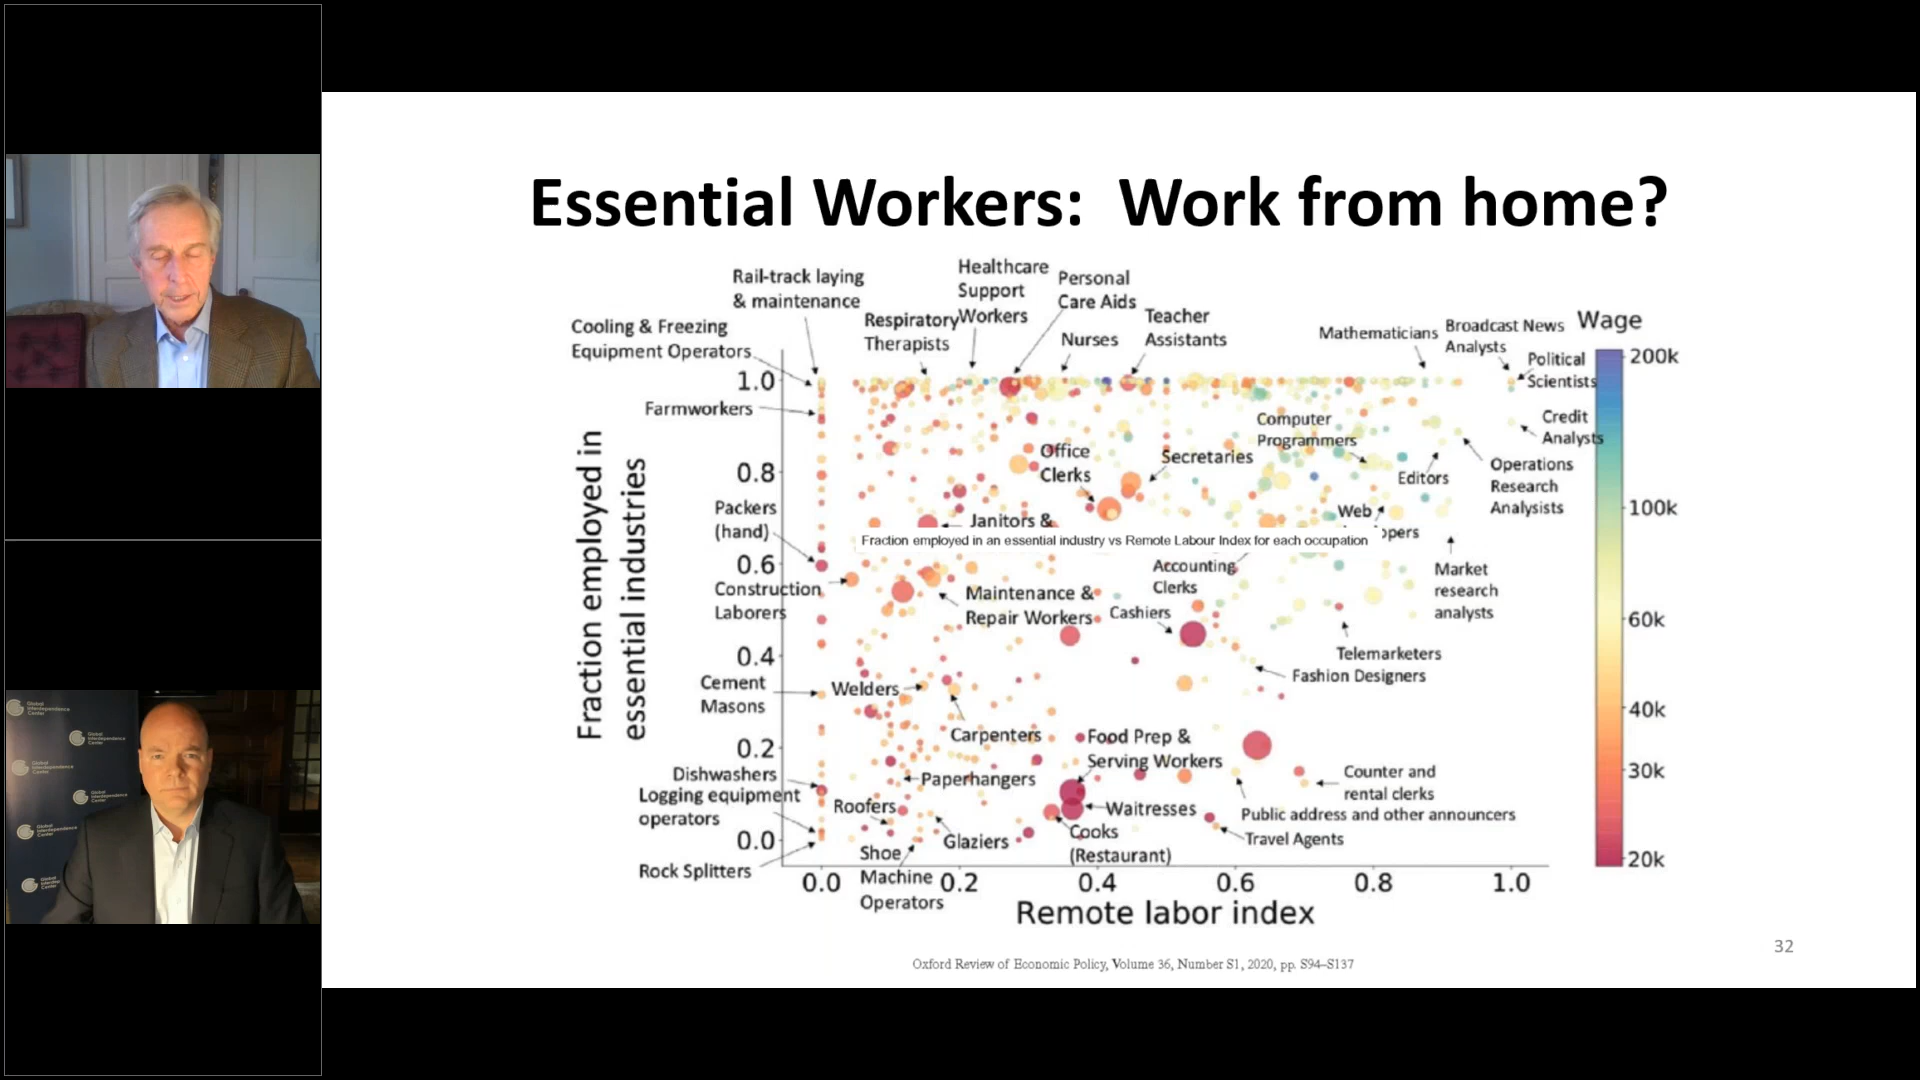 Essential Workers:  Work from home?
Rail-track laying
& maintenance
Healthcare
Support
Workers
Personal
Care Aids
Cooling & Freezing
Equipment Operators
Respiratory
Therapists
Nurses
Teacher
Assistants
Mathematicians
Broadcast News
Analysts
Political
Scientists
Wage
200k
100k
60k
40k
30k
20k
Farmworkers
Computer
Programmers
Credit
Analysts
Office
Clerks
Secretaries
Editors
Operations
Research
Analysists
Packers
(hand)
Janitors &
Web
Fraction employed in an essential industry vs Remote Labour Index for each occupation
opers
Construction
Laborers
Maintenance &
Repair Workers
Accounting
Clerks
Cashiers
Market
research
analysts
Telemarketers
Fashion Designers
Cement
Masons
Welders
Carpenters
Food Prep &
Serving Workers
Dishwashers
Logging equipment
operators
Paperhangers
Roofers
Waitresses
Counter and
rental clerks
Public address and other announcers
Glaziers
Cooks
(Restaurant)
Travel Agents
Rock Splitters
Shoe
Machine
Operators
Fraction employed in
essential industries
1.0
0.8
0.6
0.4
0.2
0.0
0.0
0.2
0.4
0.6
0.8
1.0
Remote labor index
32
Oxford Review of Economic Policy, Volume 36, Number S1, 2020, pp. S94–S137
Global
Interdependence
Center
Global
Interdependence
Center